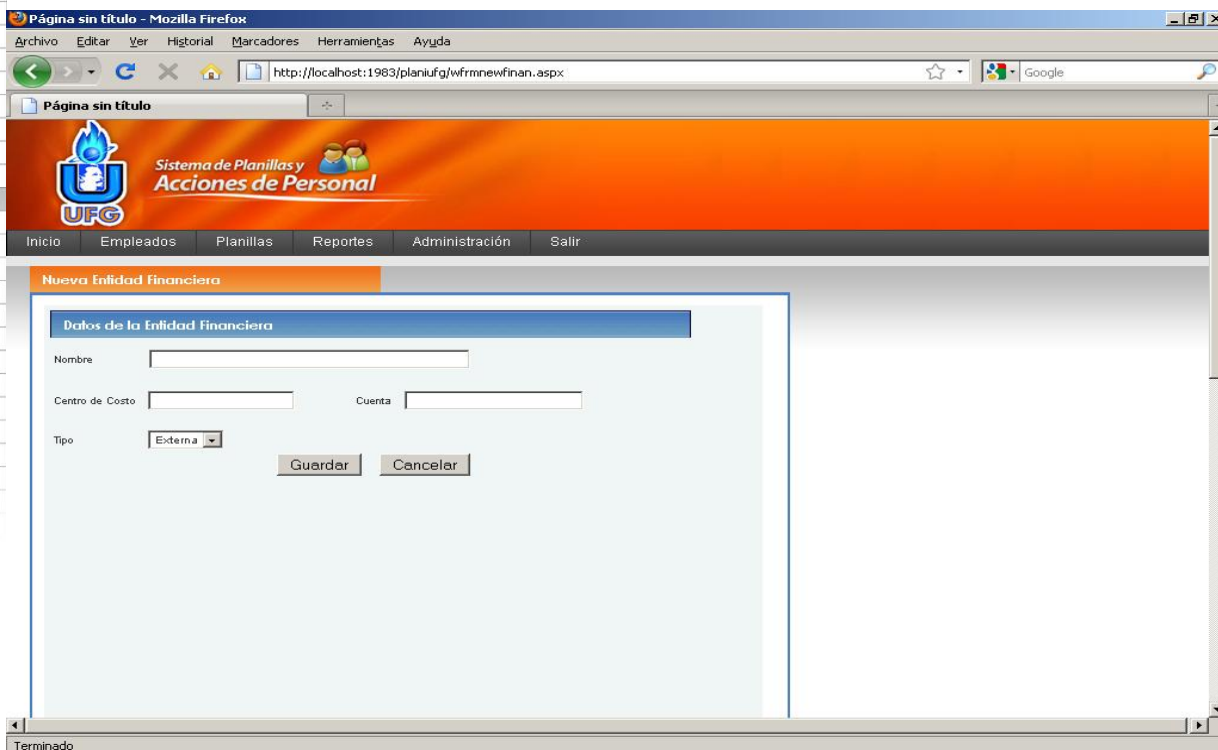 Página sin título - Mozilla Firefox
Archivo Editar Ver Historial Marcadores Herramientas Ayuda
http://localhost:1983/planiufg/wfrmnewfinan.aspx
Google
Página sin título
Sistema de Planillas y
Acciones de Personal
UFG
Inicio Empleados Planillas Reportes Administración Salir
Nueva Entidad Financiera
Datos de la Entidad Financiera
Nombre
Centro de Costo Cuenta
Tipo Externa
Guardar Cancelar
Terminado